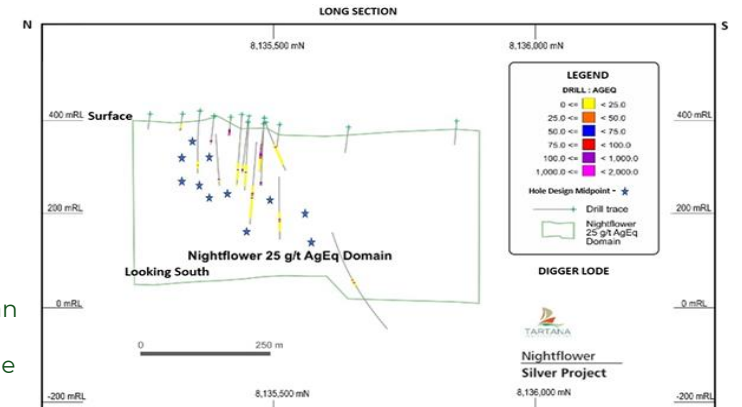 LONG SECTION
N
S
8,135,500 mN
8,136,000 mN
400 mRL
Surface
400 mRL
LEGEND
DRILL : AGEQ
0 <= < 25.0
25.0 <= < 50.0
50.0 <= < 75.0
75.0 <= < 100.0
100.0 <= < 1,000.0
1,000.0 <= < 2,000.0
Hole Design Midpoint -
Drill trace
Nightflower
25 g/t AgEq
Domain
200 mRL
200 mRL
Nightflower 25 g/t AgEq Domain
Looking South
DIGGER LODE
0 mRL
0 mRL
n
TARTANA
0
250 m
Nightflower
Silver Project
e
-200 mRL
8,135,500 mN
8,136,000 mN
-200 mRL